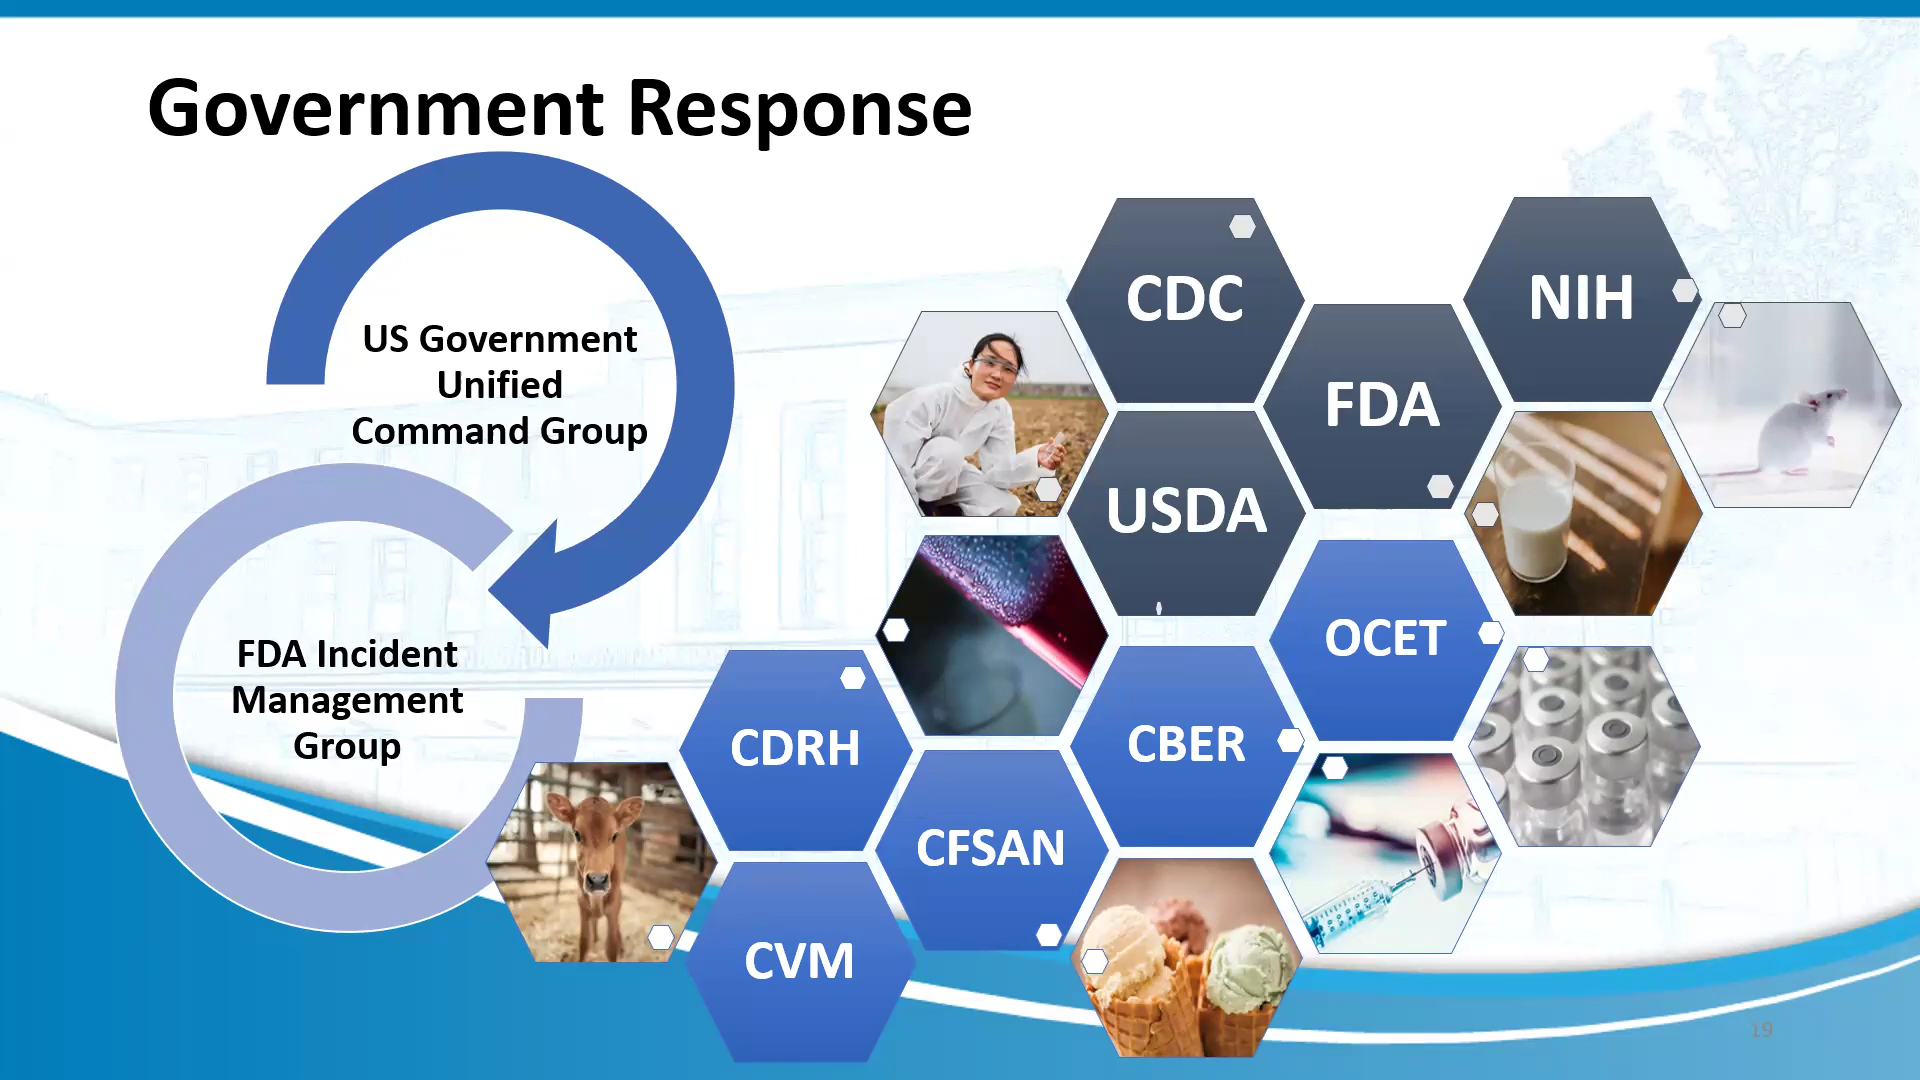 Government Response
US Government
Unified
Command Group
FDA Incident
Management
Group
CDC
NIH
FDA
USDA
OCET
CDRH
CBER
CFSAN
CVM
19